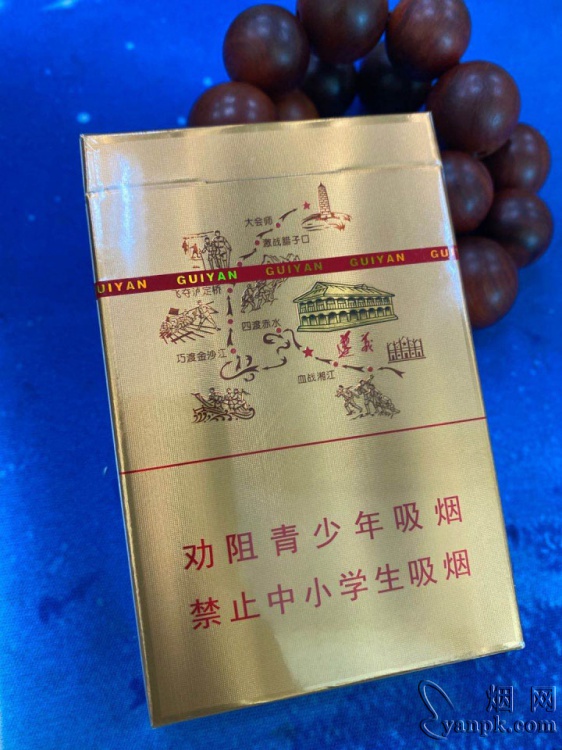 大会师
激战腊子口
UIYAN GUIYAN GUIYAN GUIYAN GUI
飞夺泸定桥
四渡赤水
遵义
巧渡金沙江
血战湘江
劝阻青少年吸烟
禁止中小学生吸烟
烟网
yanpk.com